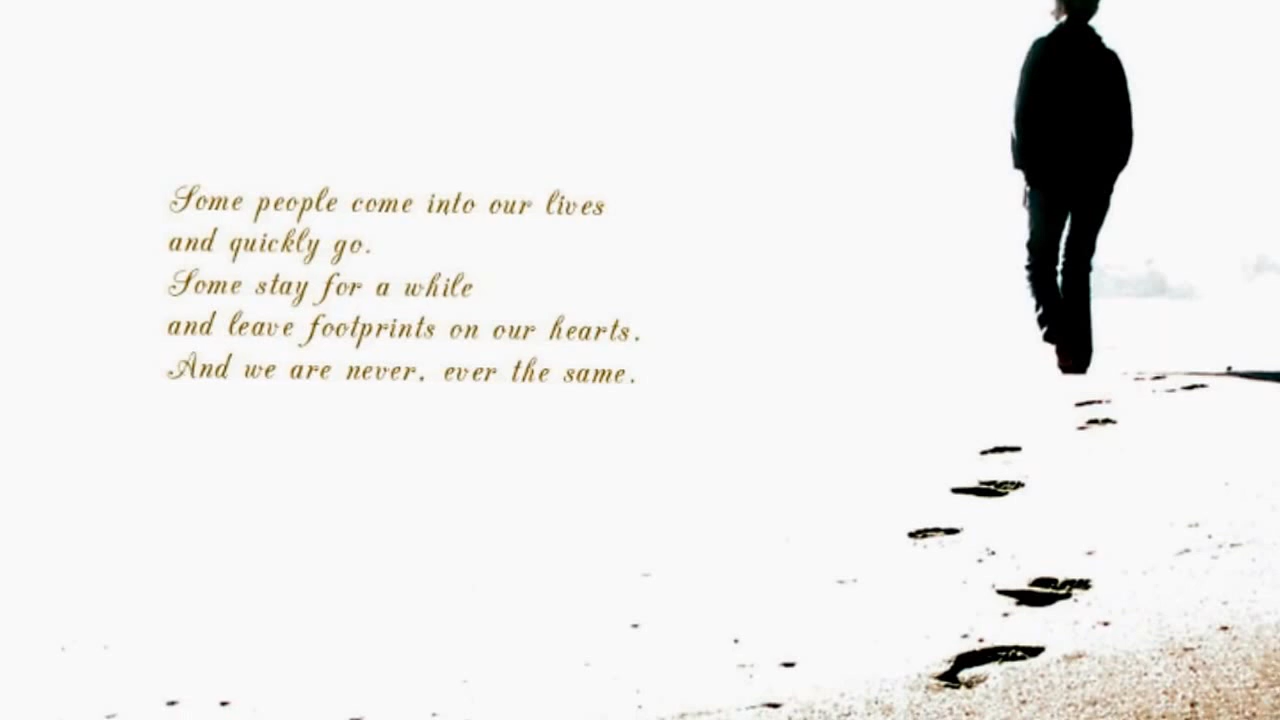 Some people come into our lives
and quickly go.
Some stay for a while
and leave footprints on our hearts.
And we are never, ever the same.